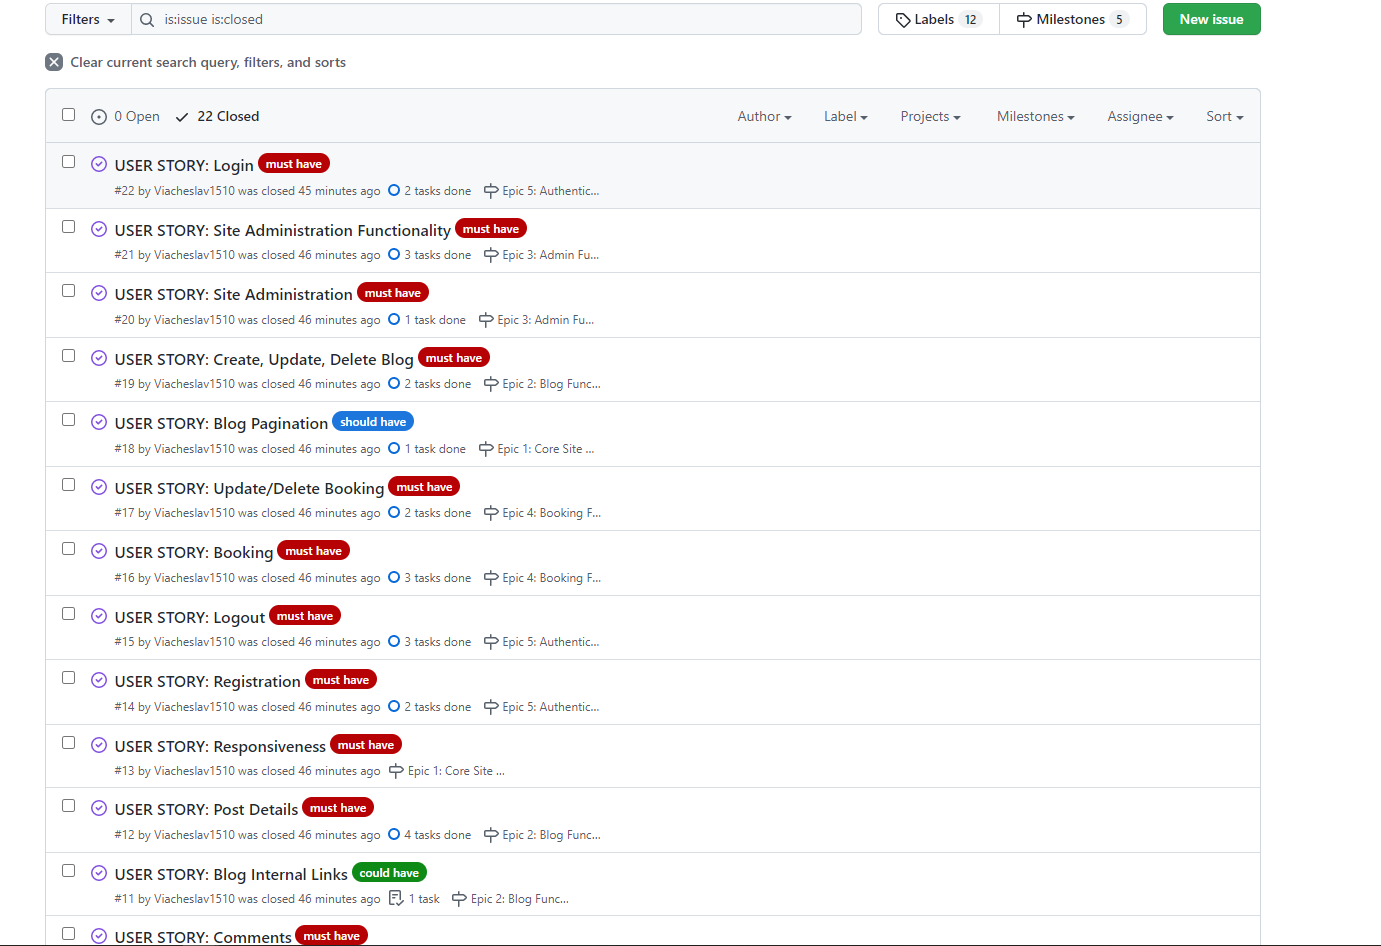 Filters is:issue is:closed Labels 12 Milestones 5 New issue
Clear current search query, filters, and sorts
0 Open 22 Closed Author Label Projects Milestones Assignee Sort
USER STORY: Login must have
#22 by Viacheslav1510 was closed 45 minutes ago 2 tasks done Epic 5: Authentic...
USER STORY: Site Administration Functionality must have
#21 by Viacheslav1510 was closed 46 minutes ago 3 tasks done Epic 3: Admin Fu...
USER STORY: Site Administration must have
#20 by Viacheslav1510 was closed 46 minutes ago 1 task done Epic 3: Admin Fu...
USER STORY: Create, Update, Delete Blog must have
#19 by Viacheslav1510 was closed 46 minutes ago 2 tasks done Epic 2: Blog Func...
USER STORY: Blog Pagination should have
#18 by Viacheslav1510 was closed 46 minutes ago 1 task done Epic 1: Core Site ...
USER STORY: Update/Delete Booking must have
#17 by Viacheslav1510 was closed 46 minutes ago 2 tasks done Epic 4: Booking F...
USER STORY: Booking must have
#16 by Viacheslav1510 was closed 46 minutes ago 3 tasks done Epic 4: Booking F...
USER STORY: Logout must have
#15 by Viacheslav1510 was closed 46 minutes ago 3 tasks done Epic 5: Authentic...
USER STORY: Registration must have
#14 by Viacheslav1510 was closed 46 minutes ago 2 tasks done Epic 5: Authentic...
USER STORY: Responsiveness must have
#13 by Viacheslav1510 was closed 46 minutes ago Epic 1: Core Site ...
USER STORY: Post Details must have
#12 by Viacheslav1510 was closed 46 minutes ago 4 tasks done Epic 2: Blog Func...
USER STORY: Blog Internal Links could have
#11 by Viacheslav1510 was closed 46 minutes ago 1 task Epic 2: Blog Func...
USER STORY: Comments must have